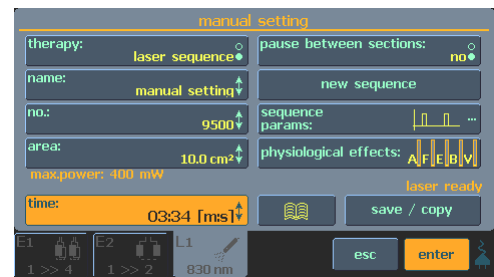 manual setting
therapy:
laser sequence
pause between sections:
no
name:
manual setting
new sequence
no.:
9500
sequence
params:
...
area:
10.0 cm²
physiological effects:
A F E B V
max.power: 400 mW
laser ready
time:
03:34 [m:s]
save / copy
E1
1 >> 4
E2
1 >> 2
L1
830 nm
esc
enter